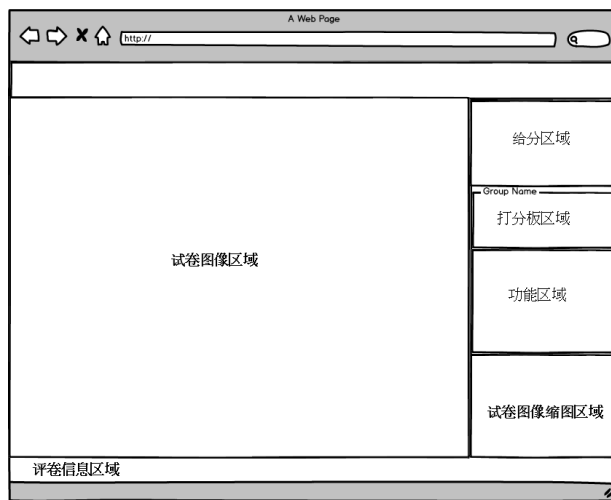 A Web Page
http://
给分区域
Group Name
打分板区域
试卷图像区域
功能区域
试卷图像缩图区域
评卷信息区域